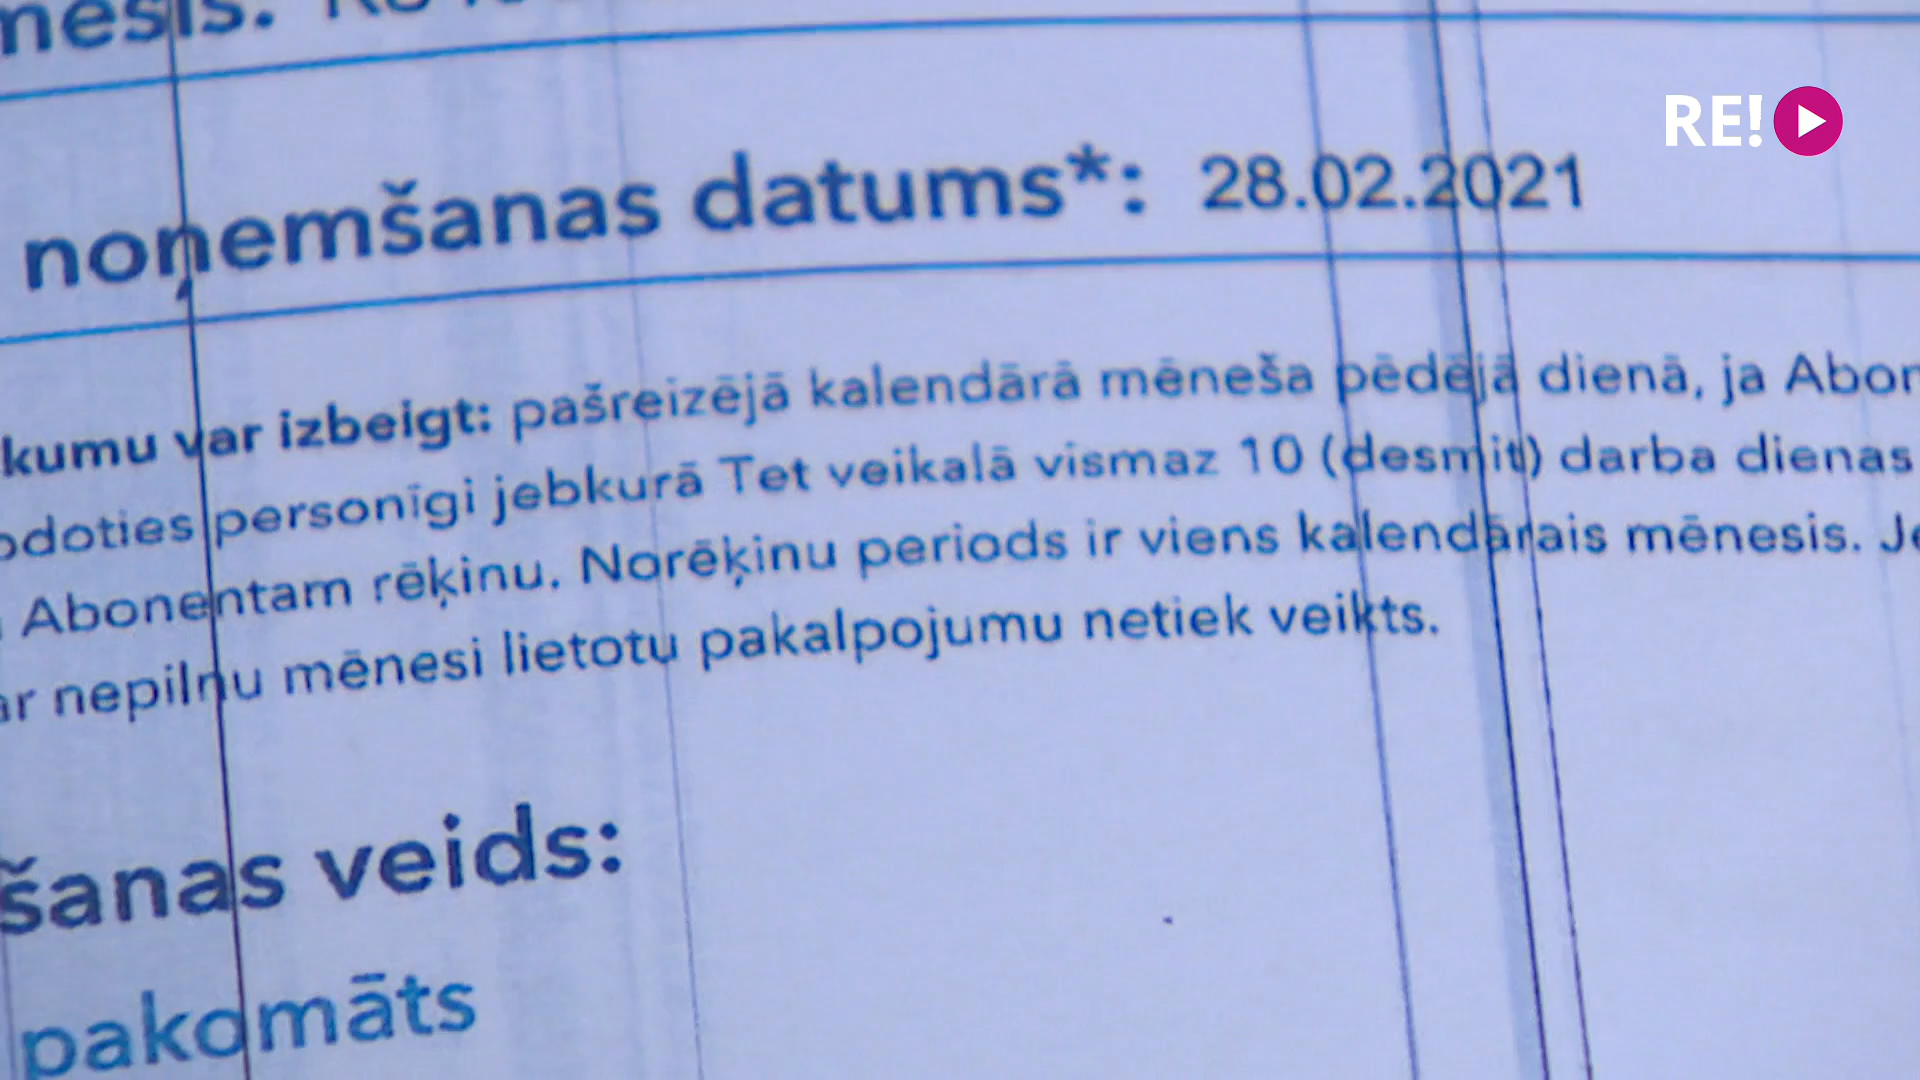 RE!
noņemšanas datums*: 28.02.2021
kumu var izbeigt: pašreizējā kalendārā mēneša pēdējā dienā, ja Abon
odoties personīgi jebkurā Tet veikalā vismaz 10 (desmit) darba dienas
Abonentam rēķinu. Norēķinu periods ir viens kalendārais mēnesis. Je
ar nepilnu mēnesi lietotu pakalpojumu netiek veikts.
šanas veids:
pakomāts